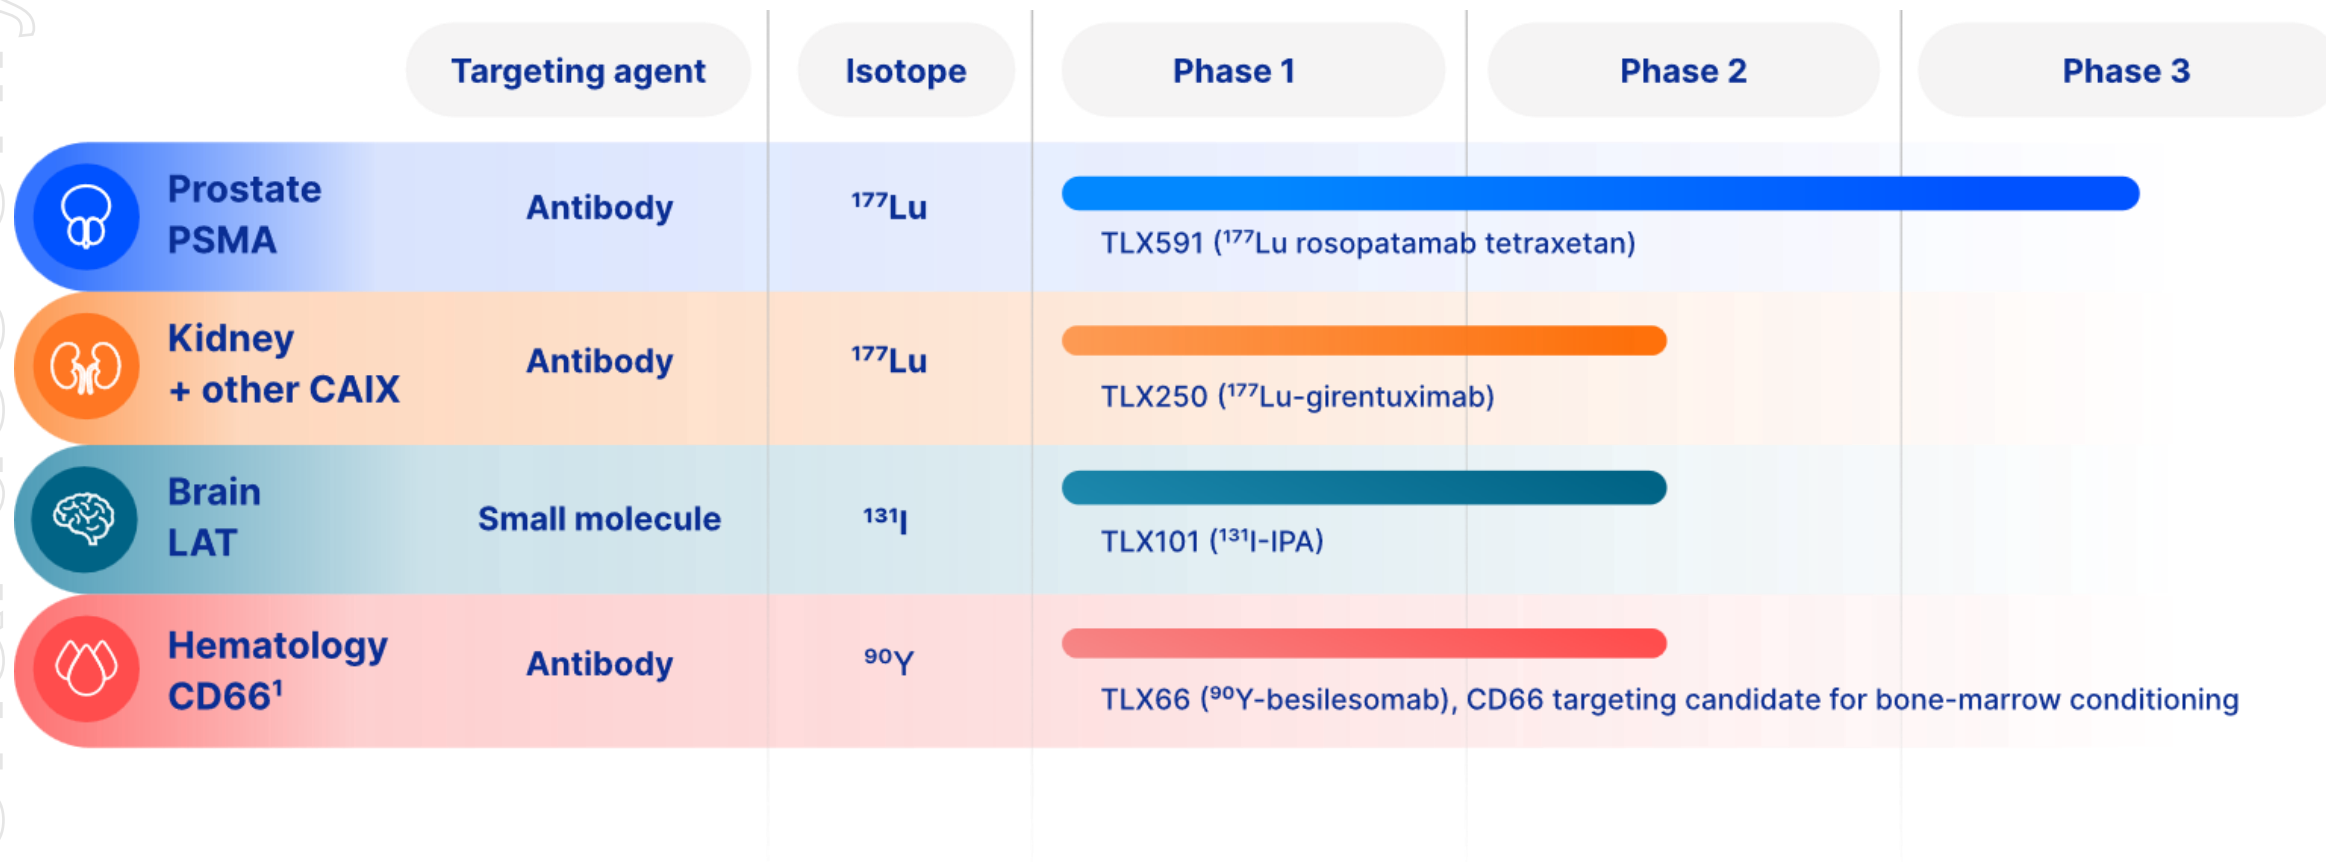 Targeting agent
Isotope
Phase 1
Phase 2
Phase 3
Prostate
PSMA
Antibody
¹⁷⁷Lu
TLX591 (¹⁷⁷Lu rosopatamab tetraxetan)
Kidney
+ other CAIX
Antibody
¹⁷⁷Lu
TLX250 (¹⁷⁷Lu-girentuximab)
Brain
LAT
Small molecule
¹³¹I
TLX101 (¹³¹I-IPA)
Hematology
CD66¹
Antibody
⁹⁰Y
TLX66 (⁹⁰Y-besilesomab), CD66 targeting candidate for bone-marrow conditioning